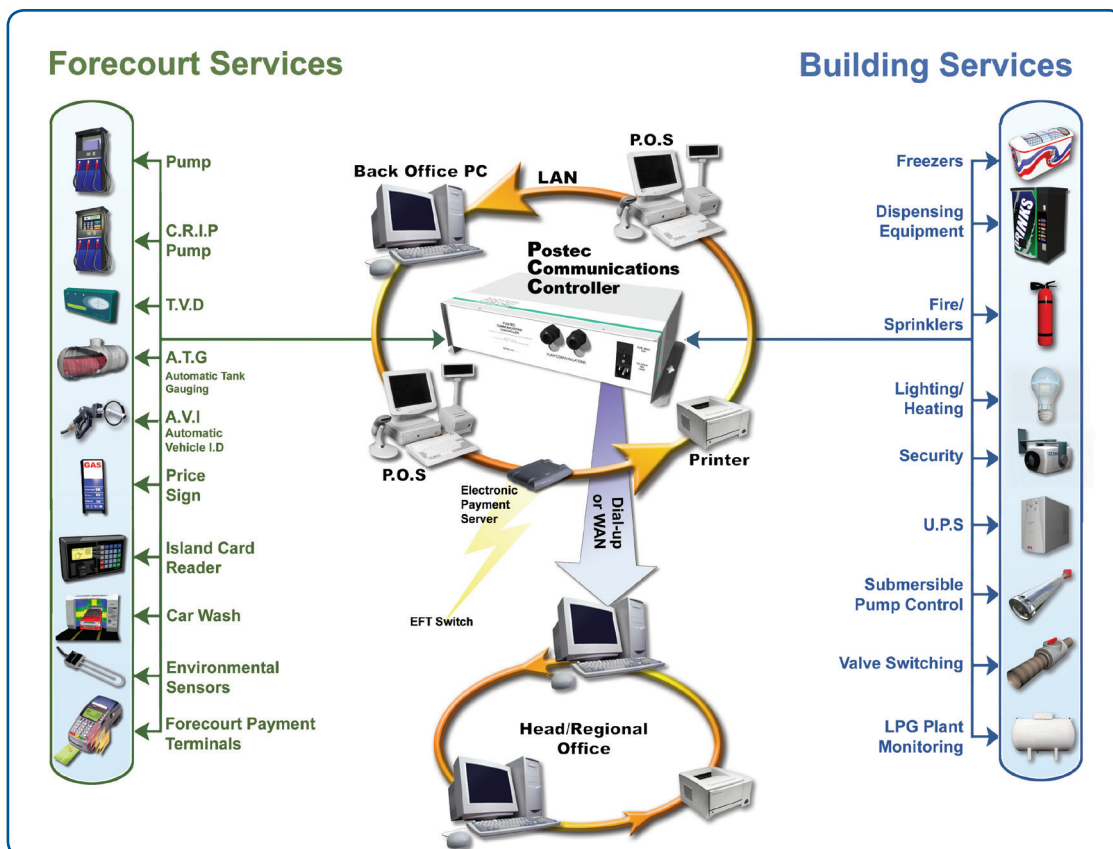 Forecourt Services
Building Services
Pump
C.R.I.P
Pump
T.V.D
A.T.G
Automatic Tank
Gauging
A.V.I
Automatic
Vehicle I.D
Price
Sign
GAS
Island Card
Reader
Car Wash
Environmental
Sensors
Forecourt Payment
Terminals
Back Office PC
LAN
P.O.S
Postec
Communications
Controller
P.O.S
Electronic
Payment
Server
Printer
Dial-up
or WAN
EFT Switch
Head/Regional
Office
Freezers
Dispensing
Equipment
DRINKS
Fire/
Sprinklers
Lighting/
Heating
Security
U.P.S
Submersible
Pump Control
Valve Switching
LPG Plant
Monitoring